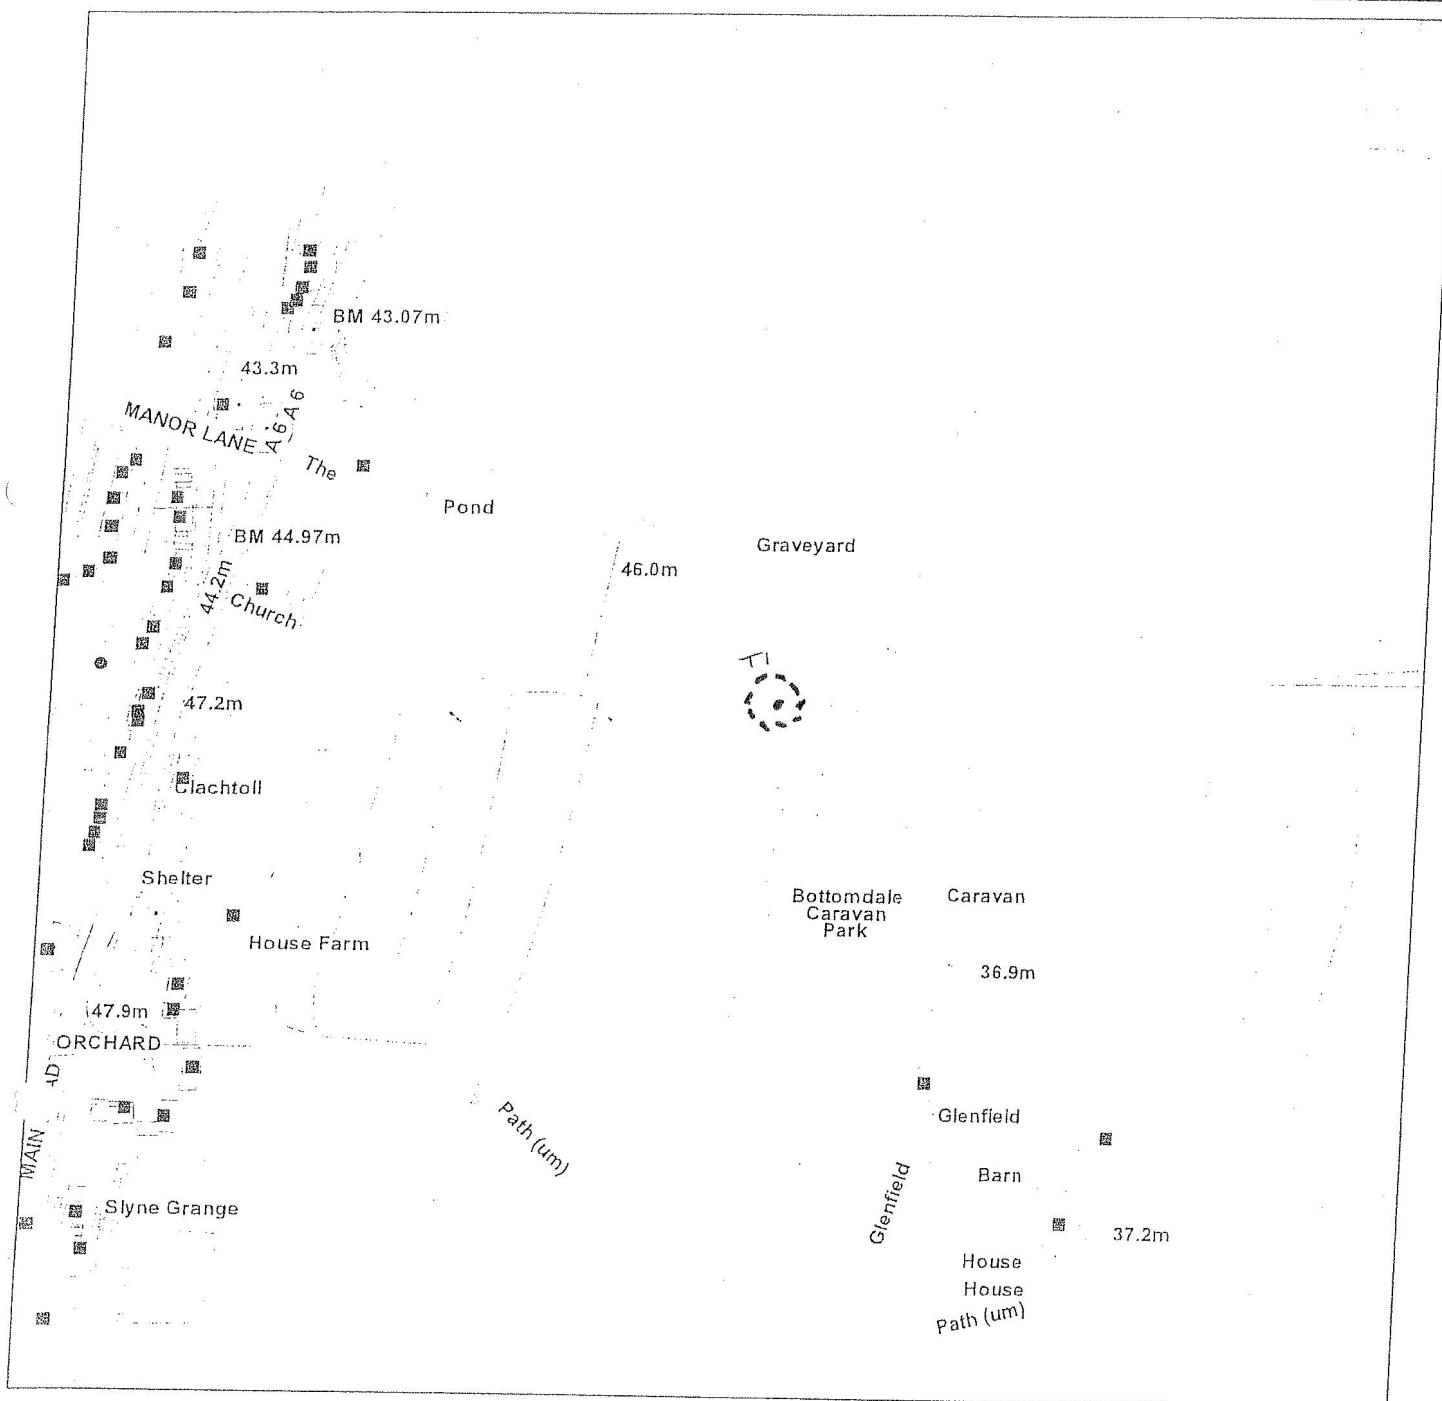 BM 43.07m
43.3m
A6 A6
MANOR LANE
The
Pond
BM 44.97m
Graveyard
46.0m
44.2m
Church
47.2m
Clachtoll
Shelter
Bottomdale
Caravan
Park
Caravan
House Farm
36.9m
47.9m
ORCHARD
Path (um)
Glenfield
MAIN
Barn
Glenfield
Slyne Grange
37.2m
House
House
Path (um)